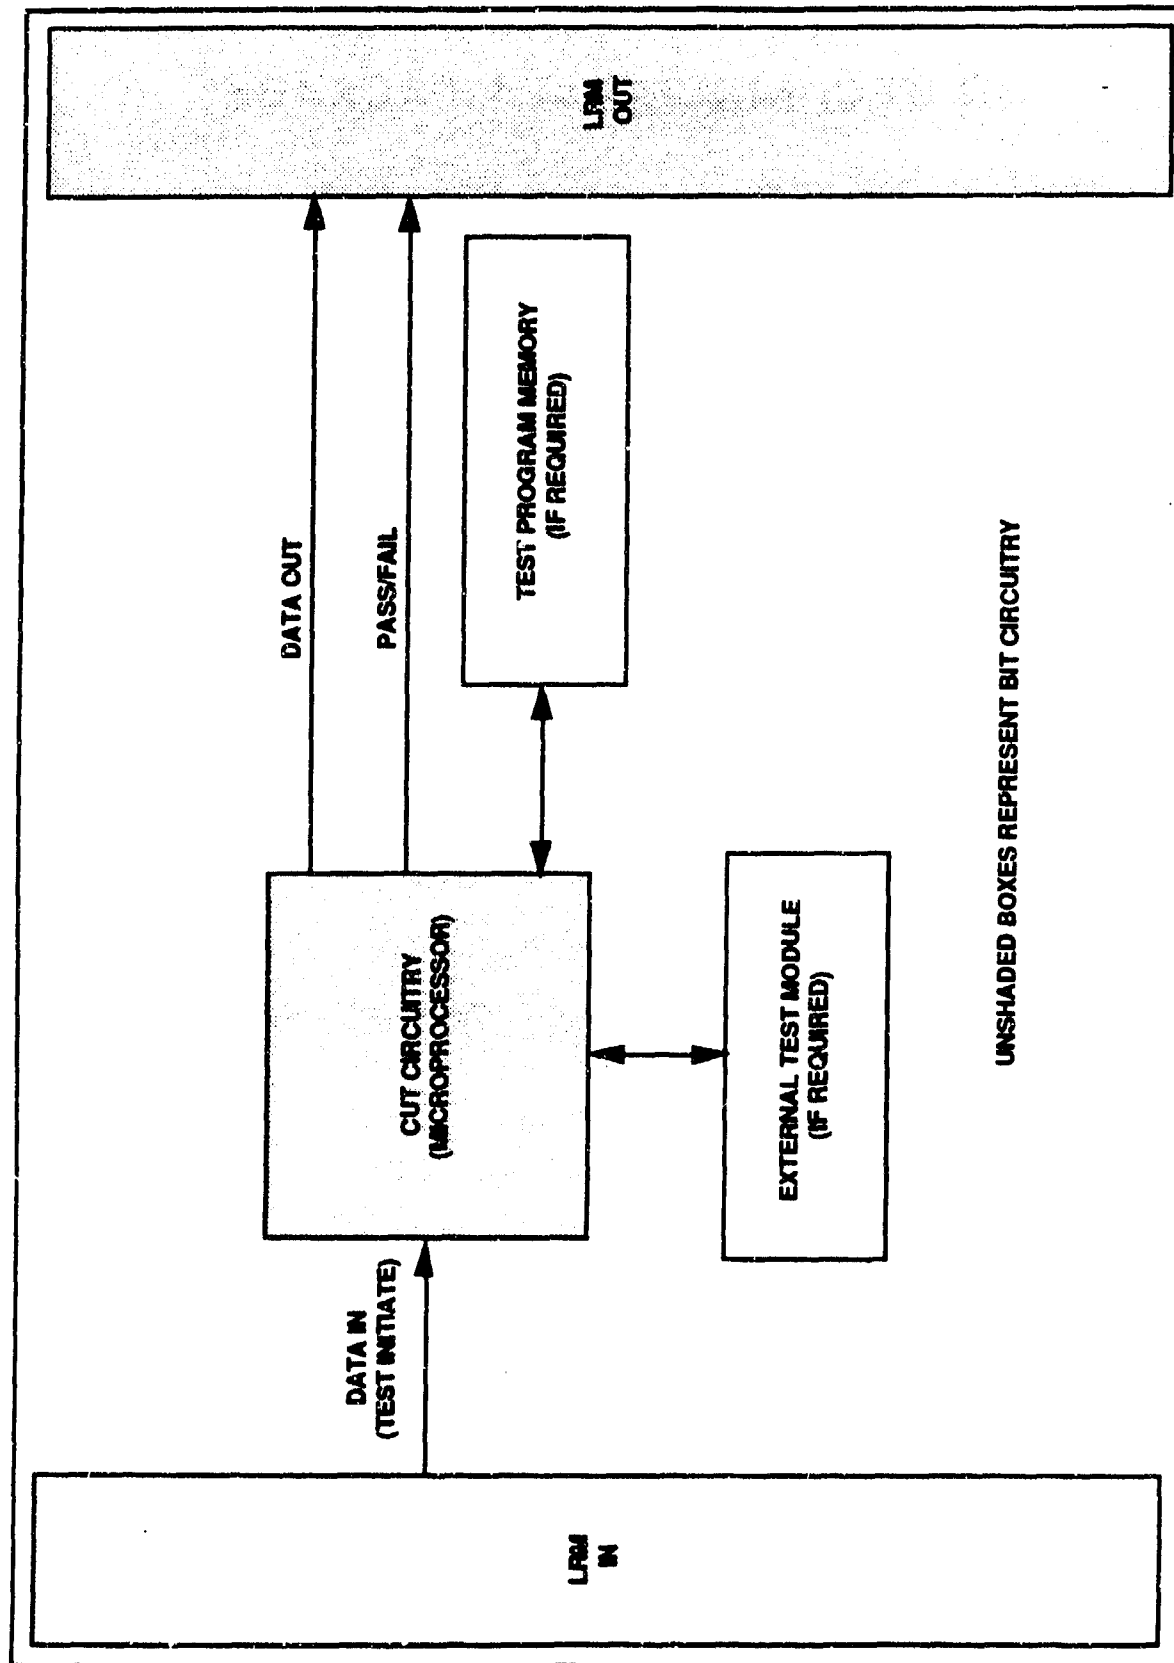 LRM
IN
DATA IN
(TEST INITIATE)
CUT CIRCUITRY
(MICROPROCESSOR)
DATA OUT
PASS/FAIL
LRM
OUT
TEST PROGRAM MEMORY
(IF REQUIRED)
EXTERNAL TEST MODULE
(IF REQUIRED)
UNSHADED BOXES REPRESENT BIT CIRCUITRY